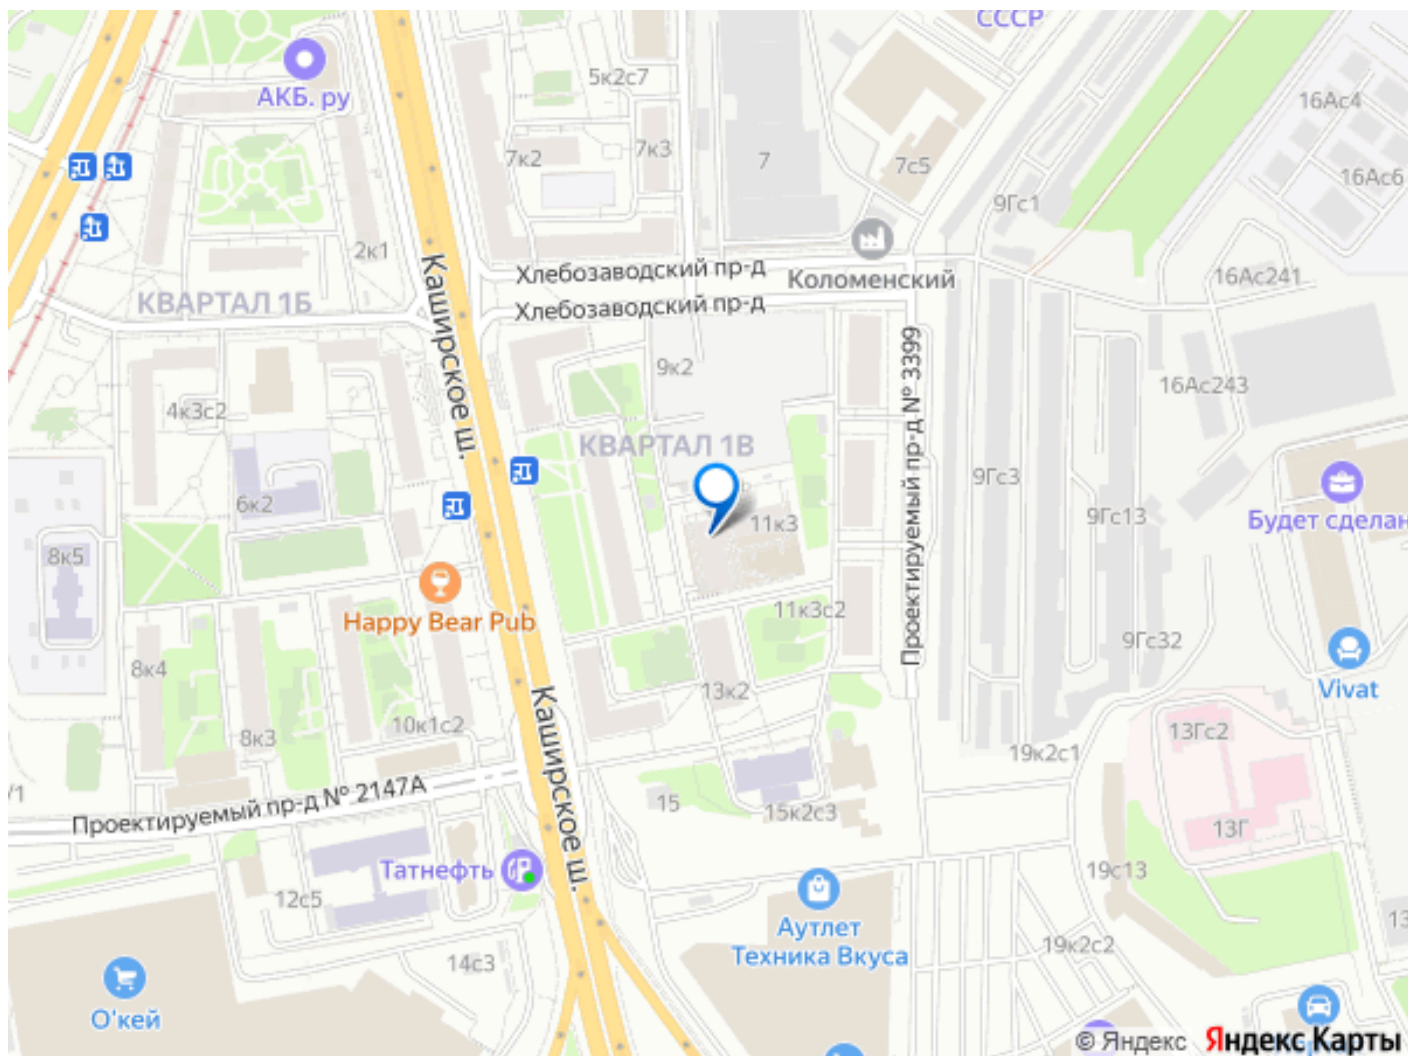 СССР
АКБ. ру
5к2с7
16Ас4
7к2
7к3
7
7с5
16Ас6
9Гс1
2к1
Хлебозаводский пр-д
Коломенский
16Ас241
КВАРТАЛ 1Б
Хлебозаводский пр-д
Каширское ш.
Проектируемый пр-д № 3399
9к2
16Ас243
4к3с2
КВАРТАЛ 1В
9Гс3
6к2
11к3
9Гс13
Будет сделан
8к5
Happy Bear Pub
11к3с2
9Гс32
8к4
13к2
Vivat
10к1с2
8к3
13Гс2
19к2с1
Каширское ш.
/1
Проектируемый пр-д № 2147А
15
15к2с3
13Г
Татнефть
12с5
19с13
Аутлет
Техника Вкуса
13
19к2с2
14с3
О'кей
© Яндекс Яндекс Карты